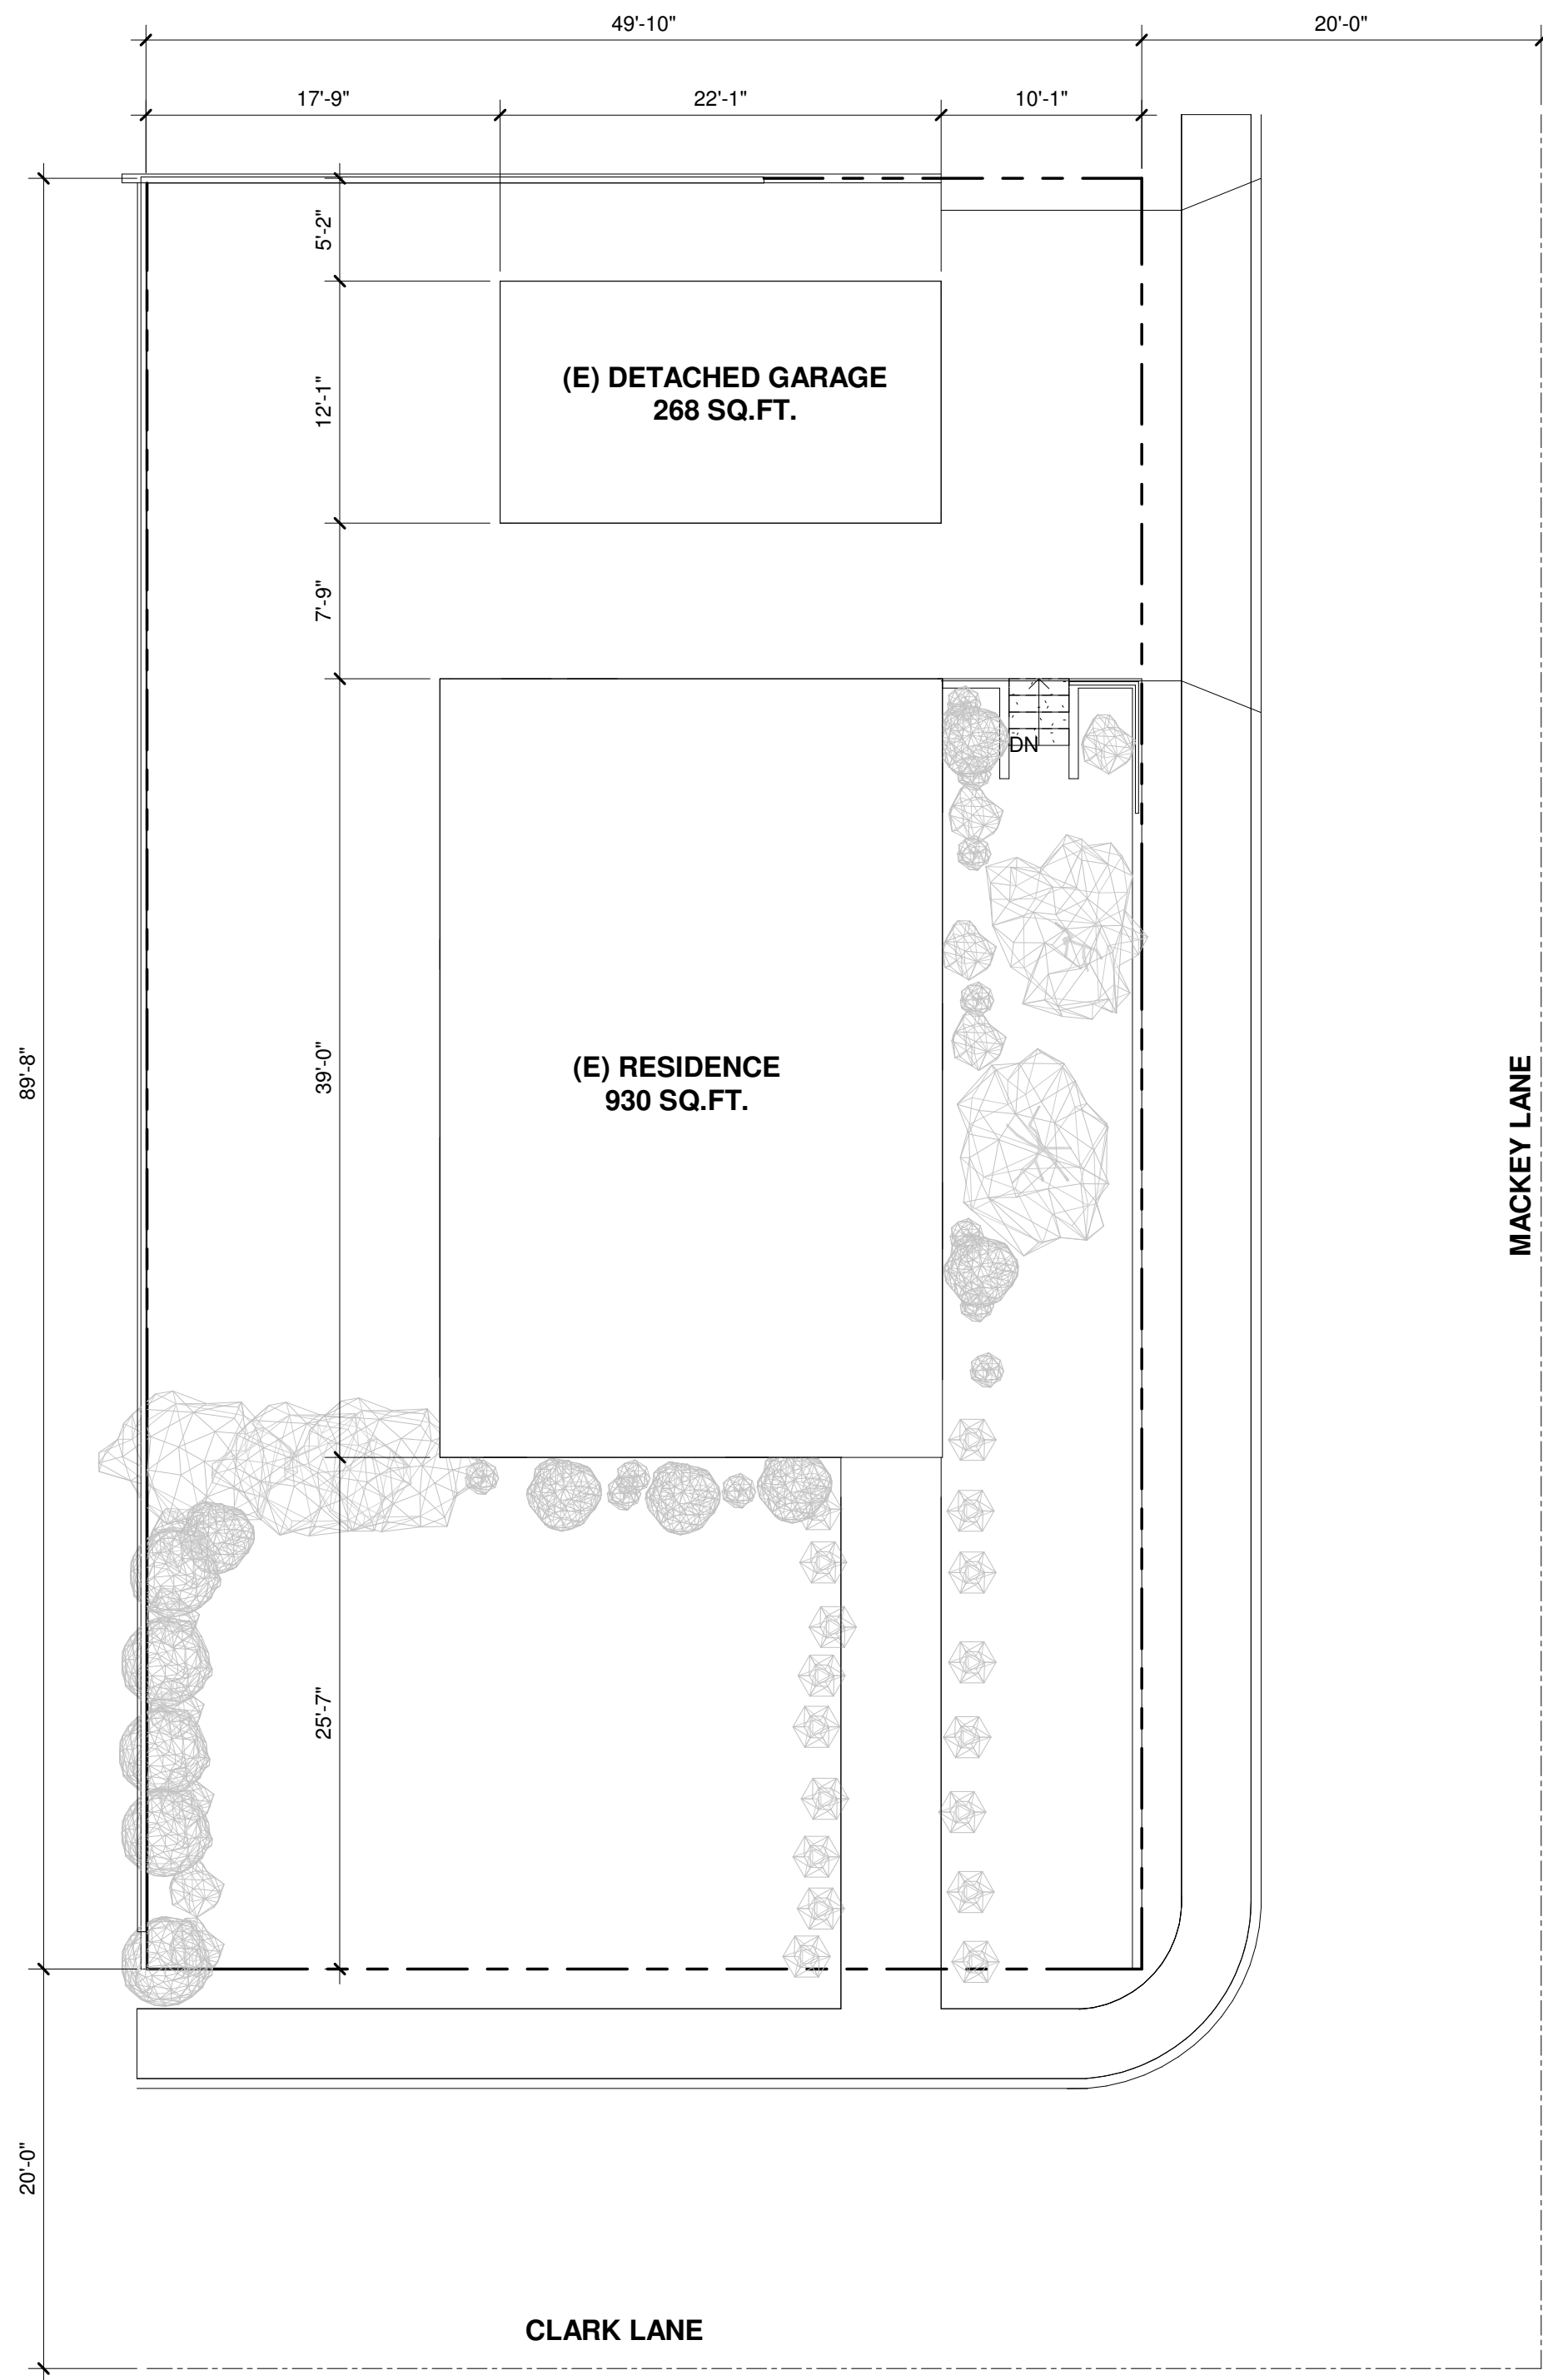 49'-10"
20'-0"
17'-9"
22'-1"
10'-1"
5'-2"
(E) DETACHED GARAGE
268 SQ.FT.
12'-1"
7'-9"
DN
89'-8"
39'-0"
(E) RESIDENCE
930 SQ.FT.
MACKEY LANE
25'-7"
20'-0"
CLARK LANE